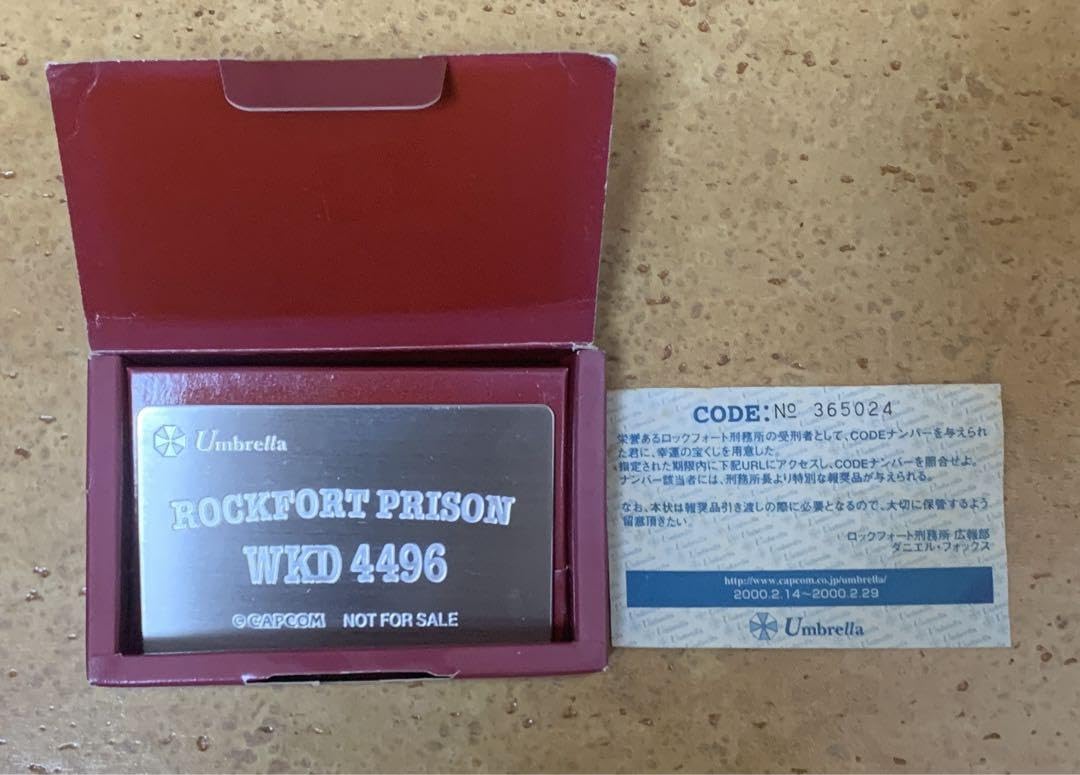 Umbrella
ROCKFORT PRISON
WKD 4496
©CAPCOM NOT FOR SALE
CODE:№ 365024
栄誉あるロックフォート刑務所の受刑者として、CODEナンバーを与えられ
た君に、幸運の宝くじを用意した。
指定された期限内に下記URLにアクセスし、CODEナンバーを照合せよ。
ナンバー該当者には、刑務所長より特別な報奨品が与えられる。
なお、本状は報奨品引き渡しの際に必要となるので、大切に保管するよう
留意頂きたい。
ロックフォート刑務所 広報部
ダニエル・フォックス
http://www.capcom.co.jp/umbrella/
2000.2.14〜2000.2.29
Umbrella